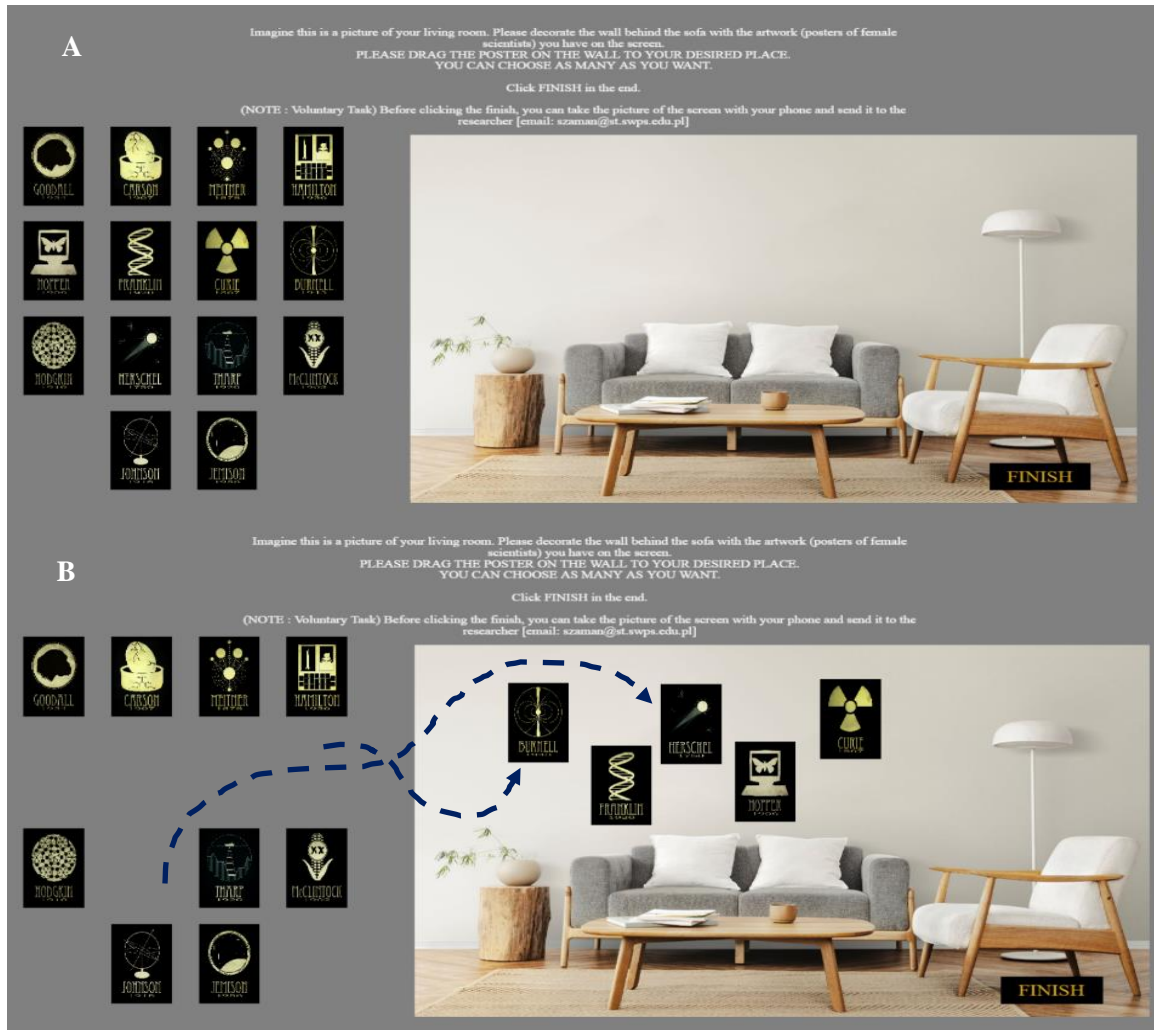 A
Imagine this is a picture of your living room. Please decorate the wall behind the sofa with the artwork (posters of female
scientists) you have on the screen.
PLEASE DRAG THE POSTER ON THE WALL TO YOUR DESIRED PLACE.
YOU CAN CHOOSE AS MANY AS YOU WANT.
Click FINISH in the end.
(NOTE : Voluntary Task) Before clicking the finish, you can take the picture of the screen with your phone and send it to the
researcher [email: szaman@st.swps.edu.pl]
GOODALL
CARSON
MEITNER
HAMILTON
HOPPER
FRANKLIN
CURIE
BURNELL
HODGKIN
HERSCHEL
THARP
McCLINTOCK
JOHNSON
JEMISON
FINISH
B
Imagine this is a picture of your living room. Please decorate the wall behind the sofa with the artwork (posters of female
scientists) you have on the screen.
PLEASE DRAG THE POSTER ON THE WALL TO YOUR DESIRED PLACE.
YOU CAN CHOOSE AS MANY AS YOU WANT.
Click FINISH in the end.
(NOTE : Voluntary Task) Before clicking the finish, you can take the picture of the screen with your phone and send it to the
researcher [email: szaman@st.swps.edu.pl]
GOODALL
CARSON
MEITNER
HAMILTON
HODGKIN
THARP
McCLINTOCK
JOHNSON
JEMISON
BURNELL
FRANKLIN
HERSCHEL
HOPPER
CURIE
FINISH